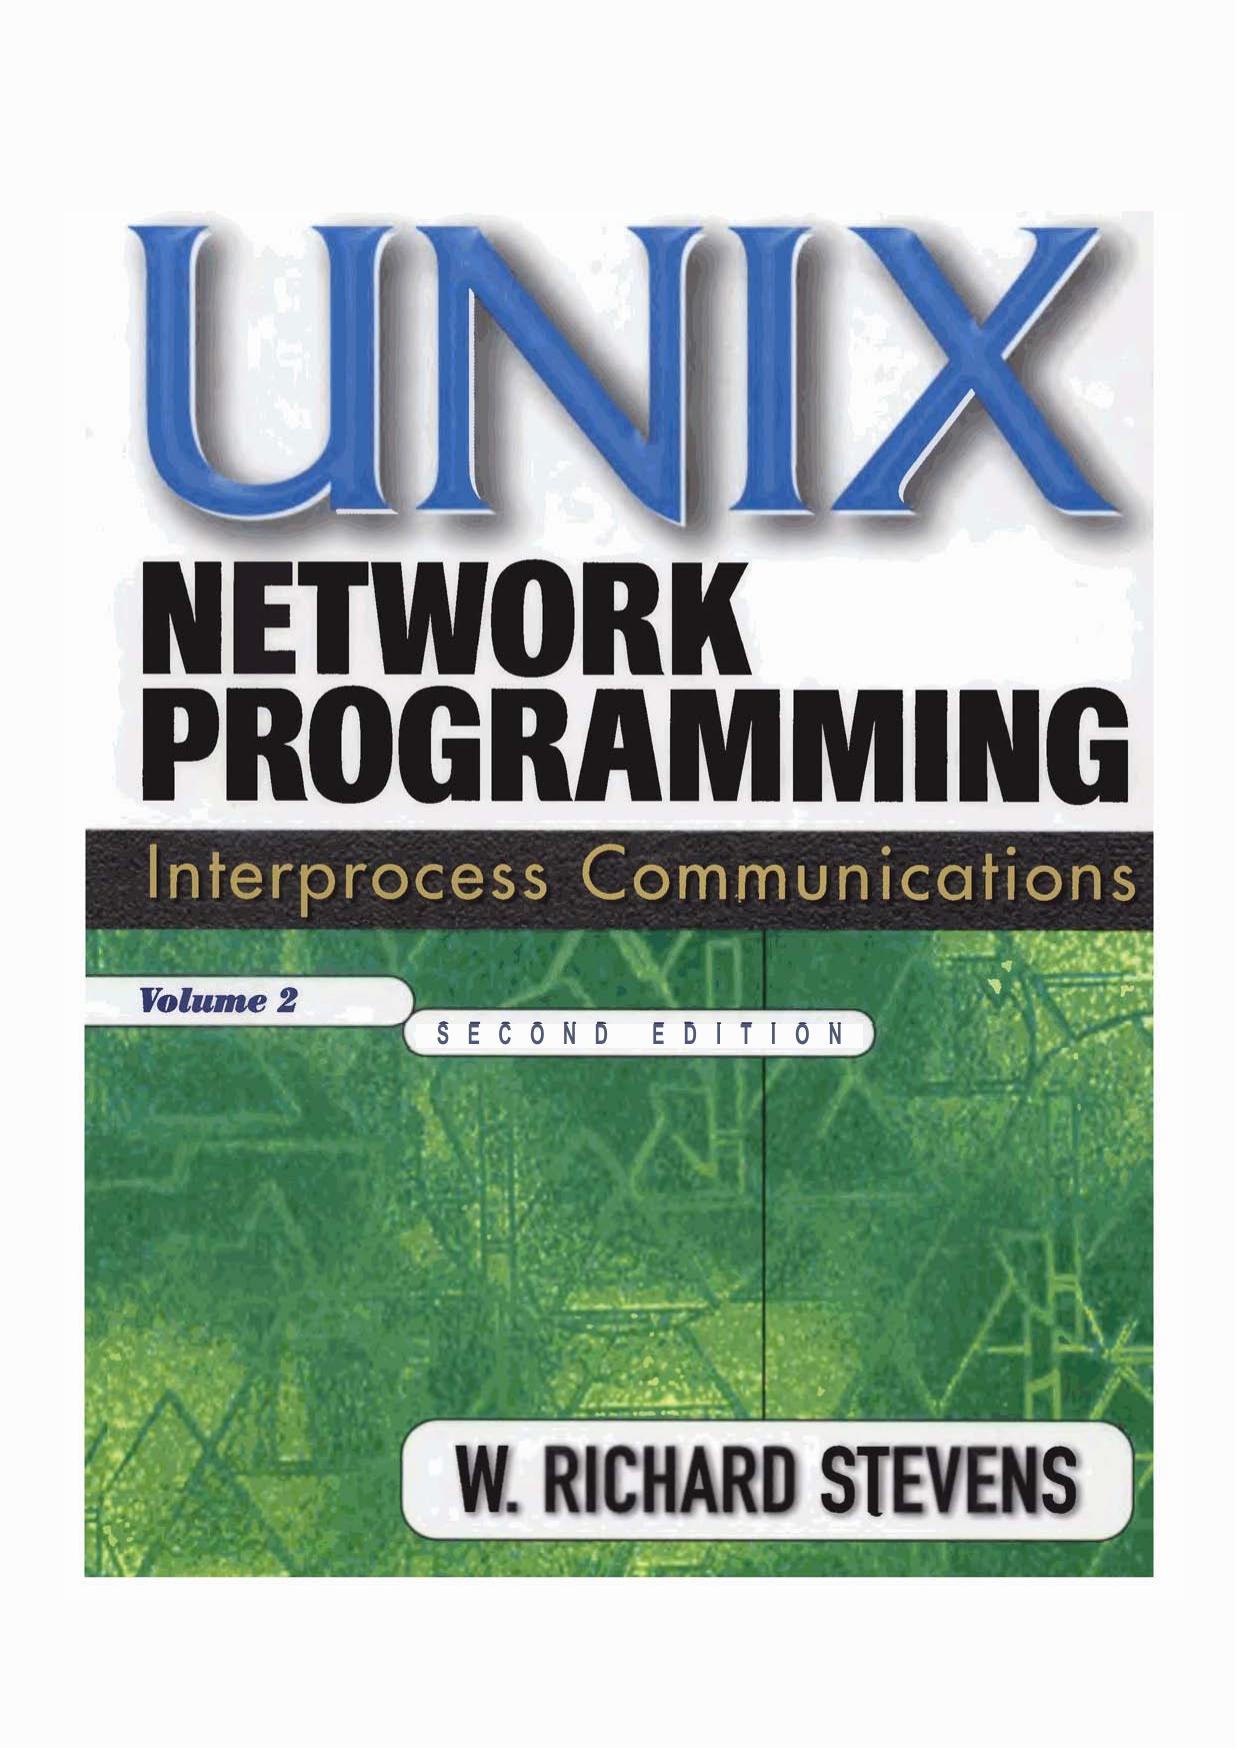 UNIX
NETWORK
PROGRAMMING
Interprocess Communications
Volume 2
SECOND EDITION
W. RICHARD STEVENS